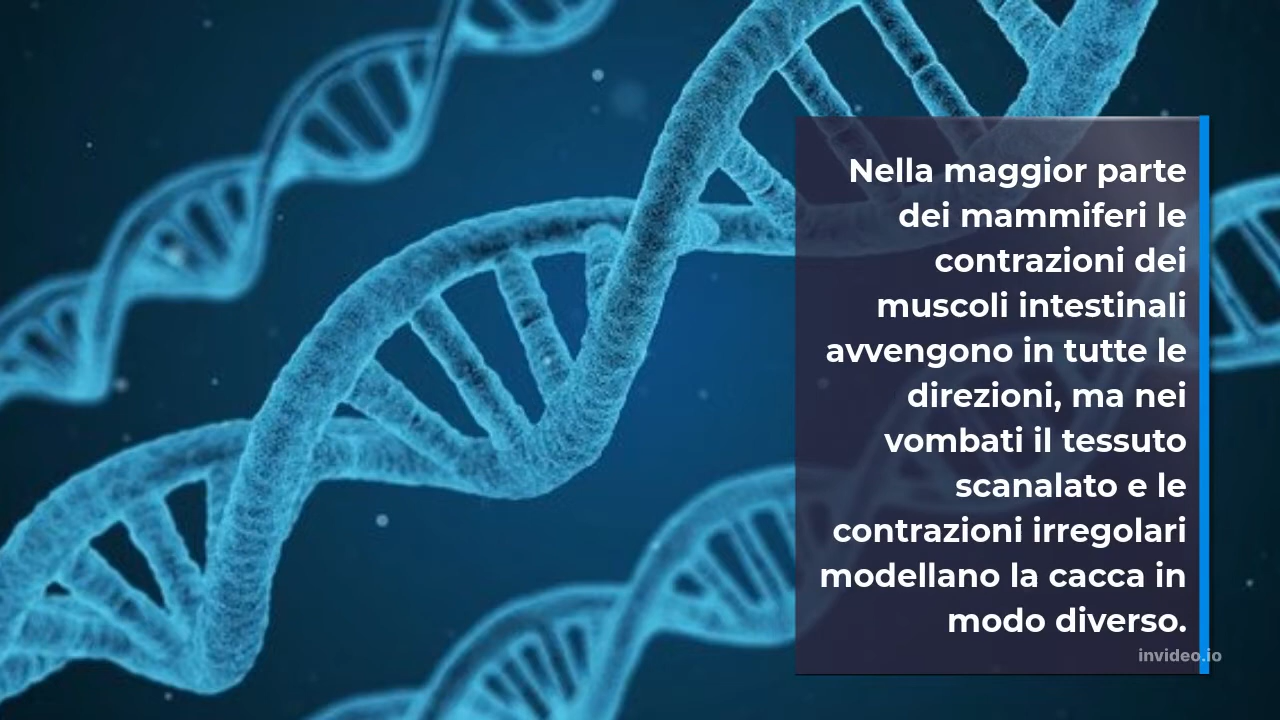 Nella maggior parte
dei mammiferi le
contrazioni dei
muscoli intestinali
avvengono in tutte le
direzioni, ma nei
vombati il tessuto
scanalato e le
contrazioni irregolari
modellano la cacca in
modo diverso.
invideo.io